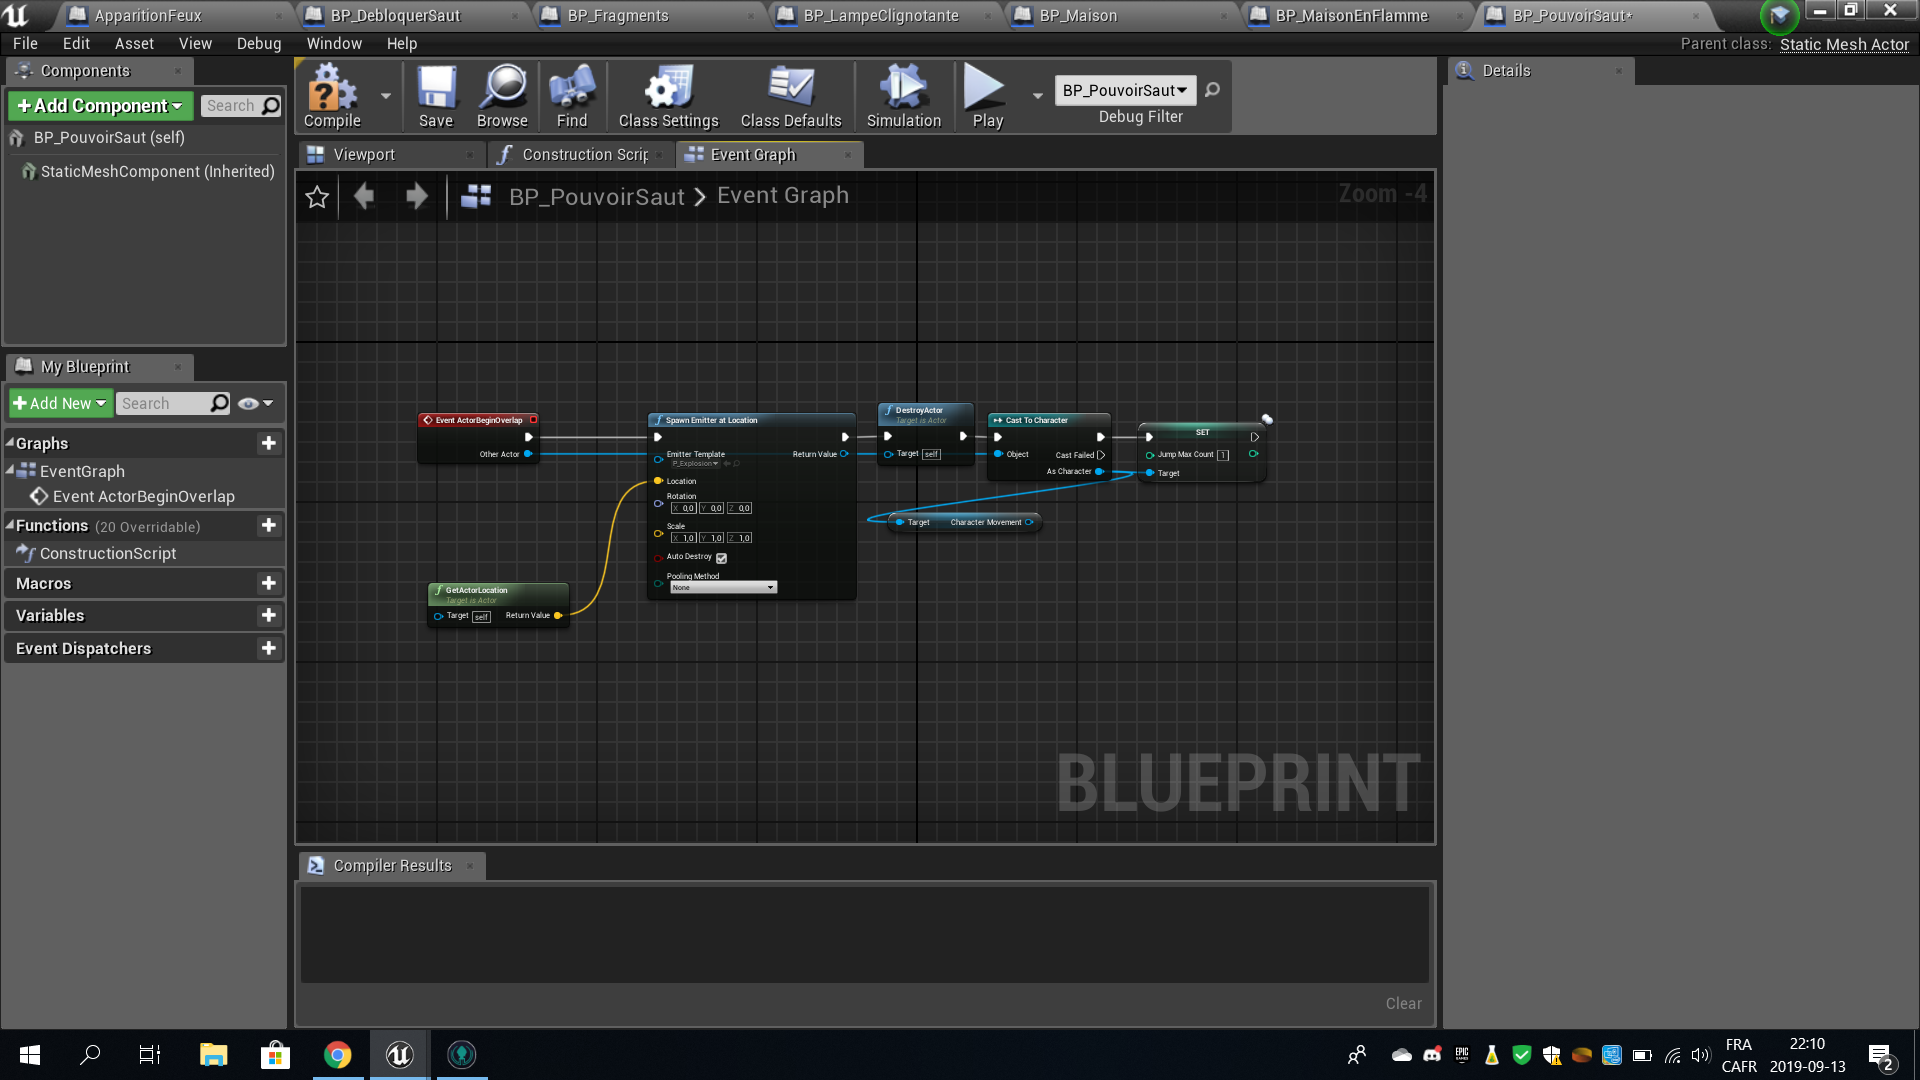 ApparitionFeux
BP_DebloquerSaut
BP_Fragments
BP_LampeClignotante
BP_Maison
BP_MaisonEnFlamme
BP_PouvoirSaut*
File Edit Asset View Debug Window Help
Parent class: Static Mesh Actor
Components
+Add Component
Search
BP_PouvoirSaut (self)
StaticMeshComponent (Inherited)
Compile
Save
Browse
Find
Class Settings
Class Defaults
Simulation
Play
BP_PouvoirSaut
Debug Filter
Details
Viewport
Construction Scrip
Event Graph
BP_PouvoirSaut > Event Graph
Zoom -4
My Blueprint
+Add New
Search
Graphs
EventGraph
Event ActorBeginOverlap
Functions (20 Overridable)
ConstructionScript
Macros
Variables
Event Dispatchers
Event ActorBeginOverlap
Other Actor
GetActorLocation
Target is Actor
Target self Return Value
Spawn Emitter at Location
Emitter Template Return Value
P_Explosion
Location
Rotation
X 0,0 Y 0,0 Z 0,0
Scale
X 1,0 Y 1,0 Z 1,0
Auto Destroy
Pooling Method
None
DestroyActor
Target is Actor
Target self
Cast To Character
Object Cast Failed
As Character
SET
Jump Max Count 1
Target
Target Character Movement
BLUEPRINT
Compiler Results
Clear
EPIC GAMES
FRA
CAFR
22:10
2019-09-13
2